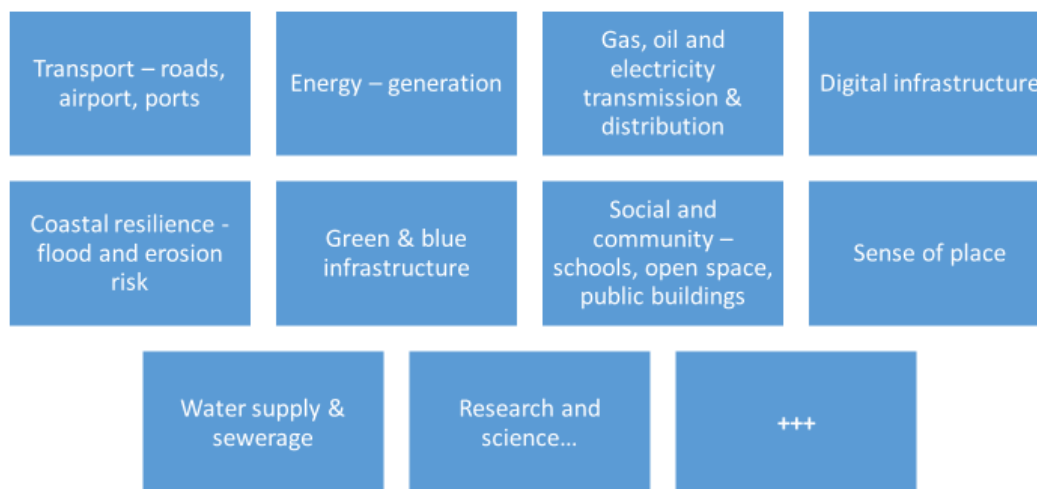 Transport – roads,
airport, ports
Energy – generation
Gas, oil and
electricity
transmission &
distribution
Digital infrastructure
Coastal resilience -
flood and erosion
risk
Green & blue
infrastructure
Social and
community –
schools, open space,
public buildings
Sense of place
Water supply &
sewerage
Research and
science…
+++